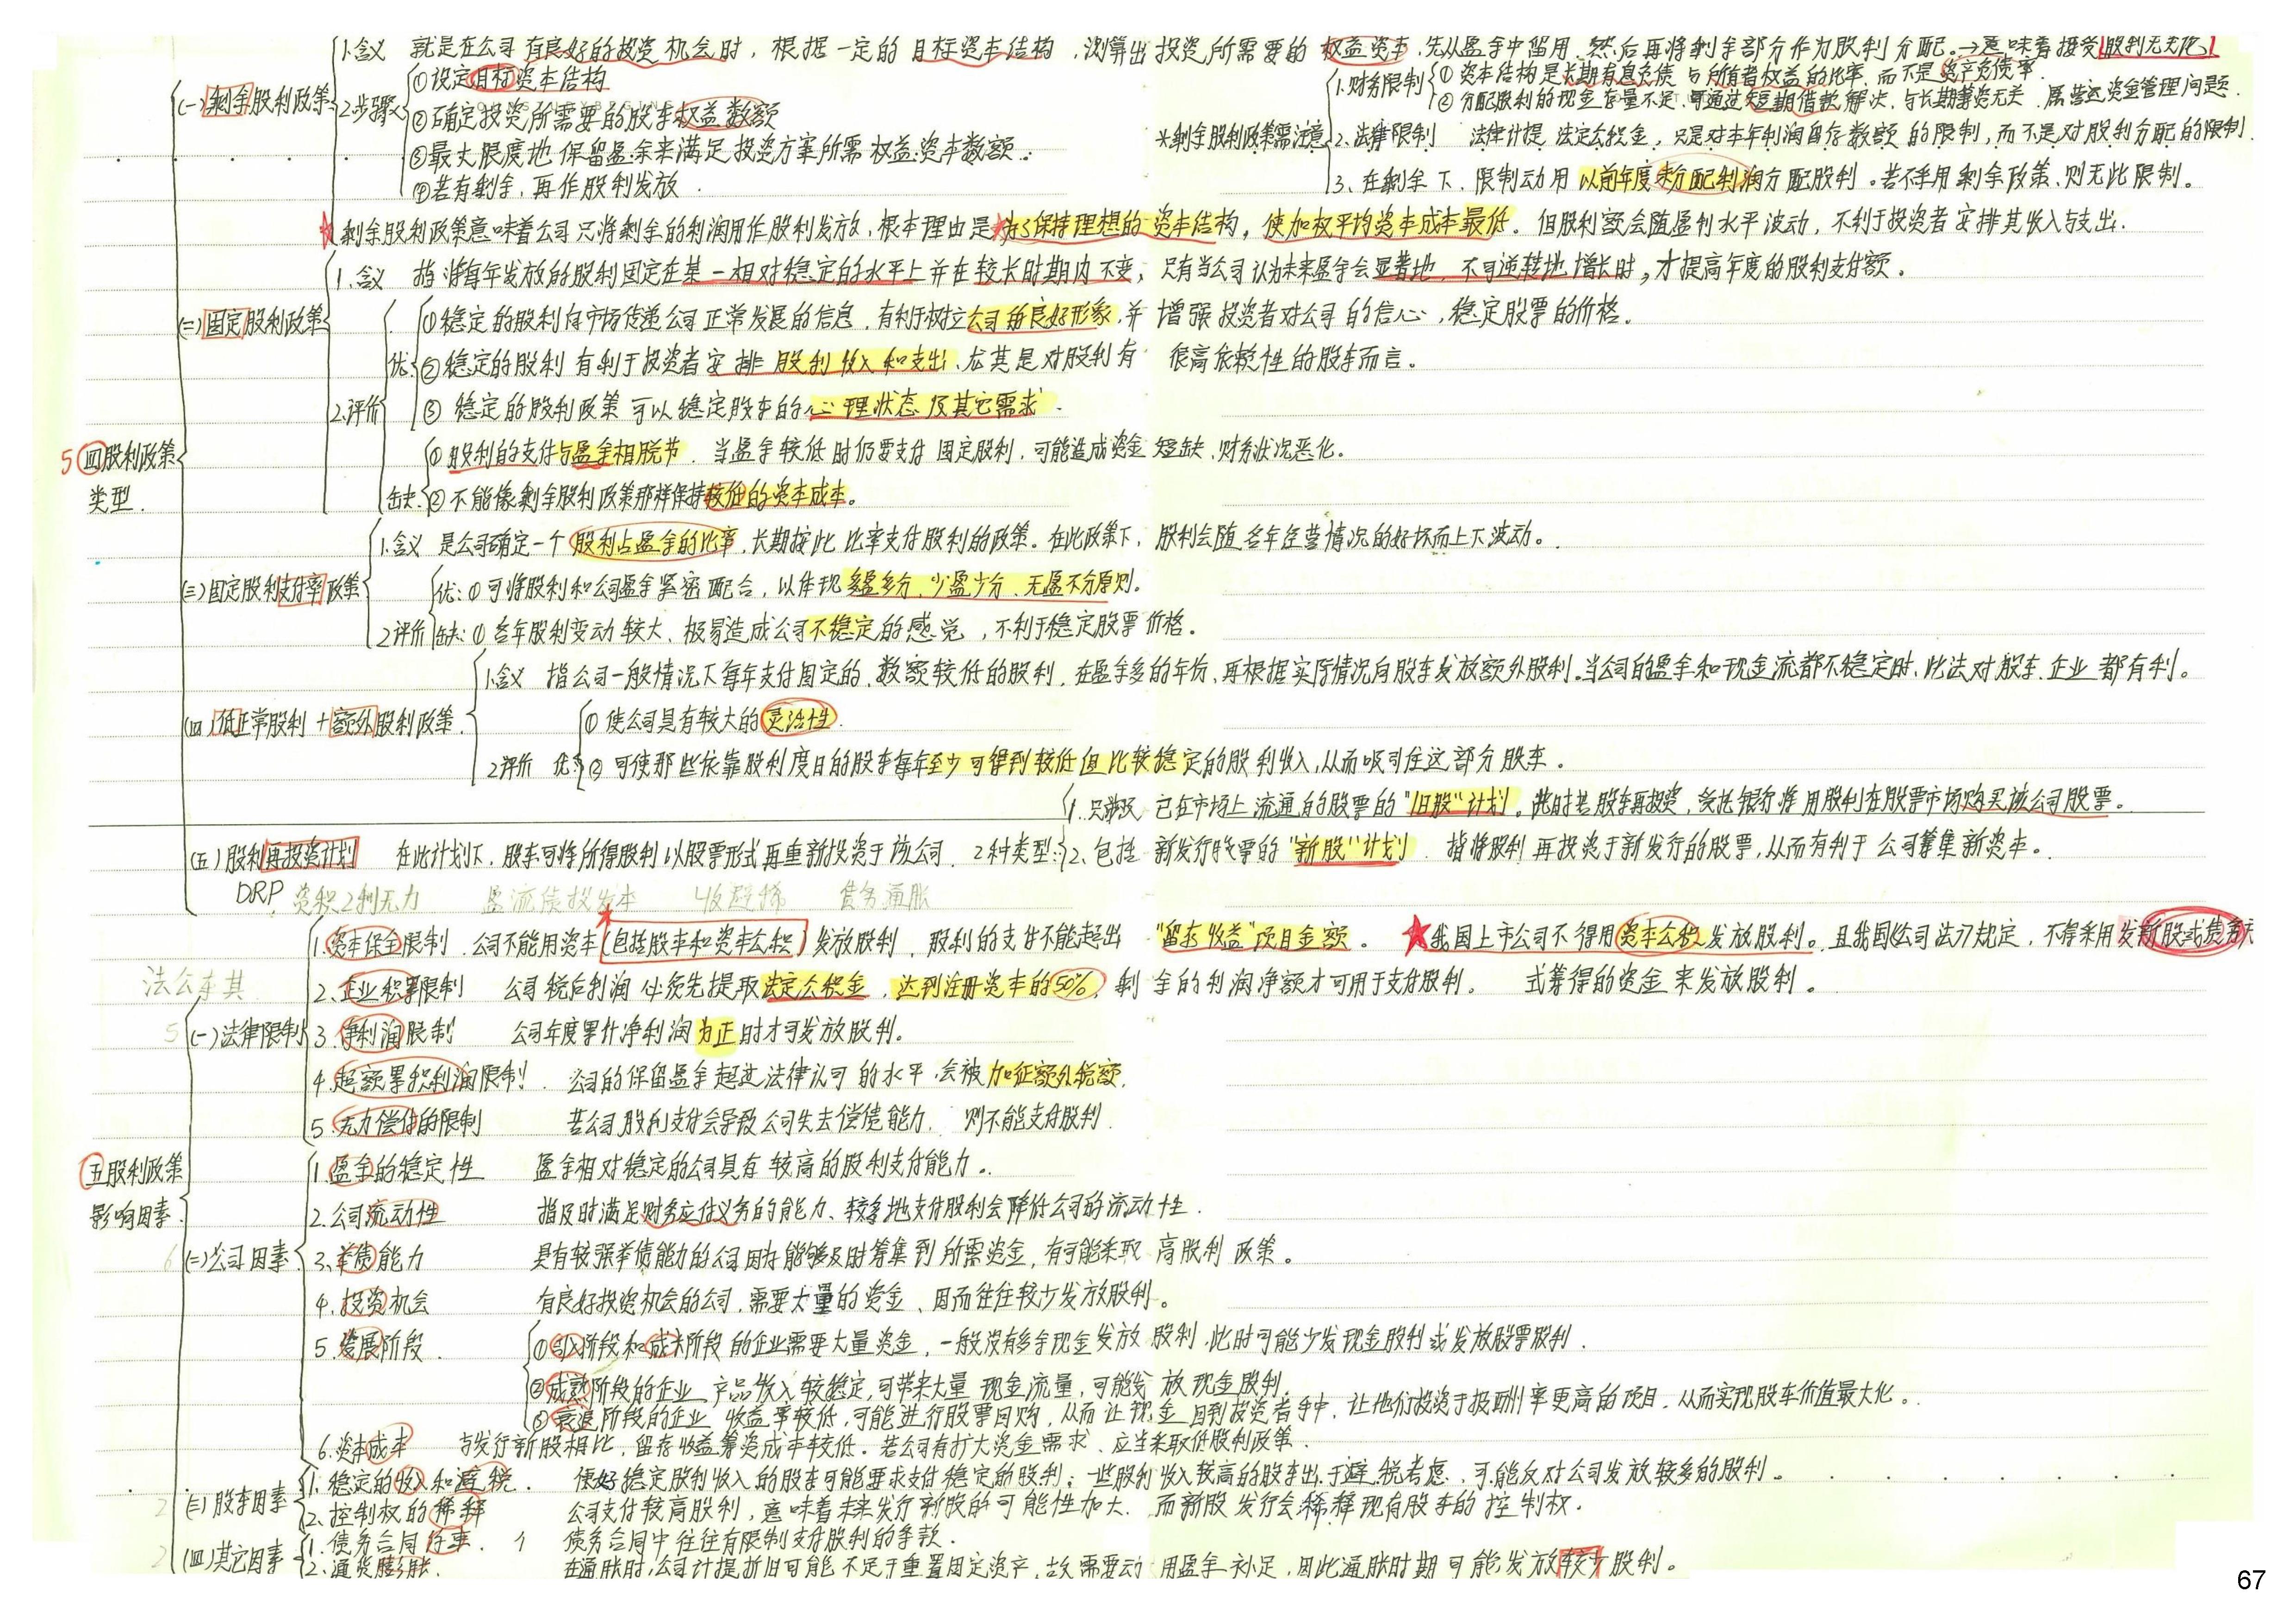 5 四 股利政策类型
(一)剩余股利政策
1.含义 就是在公司有良好的投资机会时，根据一定的目标资本结构，测算出投资所需要的权益资本，先从盈余中留用，然后再将剩余部分作为股利分配。→意味着接受股利无关论
2.步骤
①设定目标资本结构
②确定投资所需要的股东权益数额
③最大限度地保留盈余来满足投资方案所需权益资本数额．
④若有剩余，再作股利发放．
*剩余股利政策需注意
1.财务限制
①资本结构是长期有息负债与所有者权益的比率，而不是资产负债率．
②分配股利的现金存量不足，可通过短期借款解决，与长期筹资无关．属营运资金管理问题．
2.法律限制 法律计提法定公积金，只是对本年利润留存数额的限制，而不是对股利分配的限制．
3、在剩余下，限制动用以前年度未分配利润分配股利。若不采用剩余政策，则无此限制。
★剩余股利政策意味着公司只将剩余的利润用作股利发放，根本理由是★为了保持理想的资本结构，使加权平均资本成本最低。但股利额会随盈利水平波动，不利于投资者安排其收入与支出．
(二)固定股利政策
1.含义 指将每年发放的股利固定在某一相对稳定的水平上并在较长时期内不变，只有当公司认为未来盈余会显著地、不可逆转地增长时，才提高年度的股利支付额。
2.评价
优：①稳定的股利向市场传递公司正常发展的信息，有利于树立公司的良好形象，并增强投资者对公司的信心，稳定股票的价格。
②稳定的股利有利于投资者安排股利收入和支出，尤其是对股利有很高依赖性的股东而言。
③稳定的股利政策可以稳定股东的心理状态及其它需求．
缺：①股利的支付与盈余相脱节．当盈余较低时仍要支付固定股利，可能造成资金短缺、财务状况恶化。
②不能像剩余股利政策那样保持较低的资本成本。
(三)固定股利支付率政策
1.含义 是公司确定一个股利占盈余的比率，长期按此比率支付股利的政策。在此政策下，股利会随各年经营情况的好坏而上下波动。
2评价
优：①可将股利和公司盈余紧密配合，以体现多盈多分、少盈少分、无盈不分原则。
缺：①各年股利变动较大，极易造成公司不稳定的感觉，不利于稳定股票价格。
(四)低正常股利＋额外股利政策．
1.含义 指公司一般情况下每年支付固定的、数额较低的股利，在盈余多的年份，再根据实际情况向股东发放额外股利。当公司的盈余和现金流都不稳定时，此法对股东、企业都有利。
2评价 优
①使公司具有较大的灵活性．
②可使那些依靠股利度日的股东每年至少可得到较低但比较稳定的股利收入，从而吸引住这部分股东．
(五)股利再投资计划 在此计划下，股东可将所得股利以股票形式再重新投资于该公司．2种类型：
1.只涉及已在市场上流通的股票的"旧股"计划。此时若股东再投资，受托银行将用股利在股票市场购买该公司股票。
2、包括新发行股票的"新股"计划．指将股利再投资于新发行的股票，从而有利于公司筹集新资本。
DRP 资积2利无力 盈流债投发本 收避稀 债务通胀
五 股利政策影响因素．
法公东其
5 (一)法律限制
1.资本保全限制．公司不能用资本(包括股本和资本公积)发放股利，股利的支付不能超出"留存收益"项目金额。 ★我国上市公司不得用资本公积发放股利。且我国《公司法》规定，不得采用发新股或债务方
2.企业积累限制 公司税后利润必须先提取法定公积金，达到注册资本的50%，剩余的利润净额才可用于支付股利。 式筹得的资金来发放股利。
3.净利润限制 公司年度累计净利润为正时才可发放股利。
4.超额累积利润限制．公司的保留盈余超过法律认可的水平，会被加征额外税额．
5.无力偿付的限制 若公司股利支付会导致公司失去偿债能力，则不能支付股利．
6 (二)公司因素
1.盈余的稳定性 盈余相对稳定的公司具有较高的股利支付能力．
2.公司流动性 指及时满足财务应付义务的能力、较多地支付股利会降低公司的流动性．
3、举债能力 具有较强举债能力的公司因为能够及时筹集到所需资金，有可能采取高股利政策。
4.投资机会 有良好投资机会的公司，需要大量的资金、因而往往较少发放股利。
5.发展阶段．
①引入阶段和成长阶段的企业需要大量资金，一般没有多余现金发放股利，此时可能少发现金股利或发放股票股利．
②成熟阶段的企业 产品收入较稳定，可带来大量现金流量，可能发放现金股利．
③衰退阶段的企业 收益率较低，可能进行股票回购，从而让现金回到投资者手中，让他们投资于报酬率更高的项目，从而实现股东价值最大化。
6.资本成本 与发行新股相比，留存收益筹资成本较低．若公司有扩大资金需求，应当采取低股利政策．
2 (三)股东因素
1.稳定的收入和避税． 偏好稳定股利收入的股东可能要求支付稳定的股利；一些股利收入较高的股东出于避税考虑，可能反对公司发放较多的股利。
2、控制权的稀释 公司支付较高股利，意味着未来发行新股的可能性加大．而新股发行会稀释现有股东的控制权．
2 (四)其它因素
1.债务合同约束． 债务合同中往往有限制支付股利的条款．
2.通货膨胀． 在通胀时，公司计提折旧可能不足于重置固定资产，故需要动用盈余补足，因此通胀时期可能发放较少股利。
67